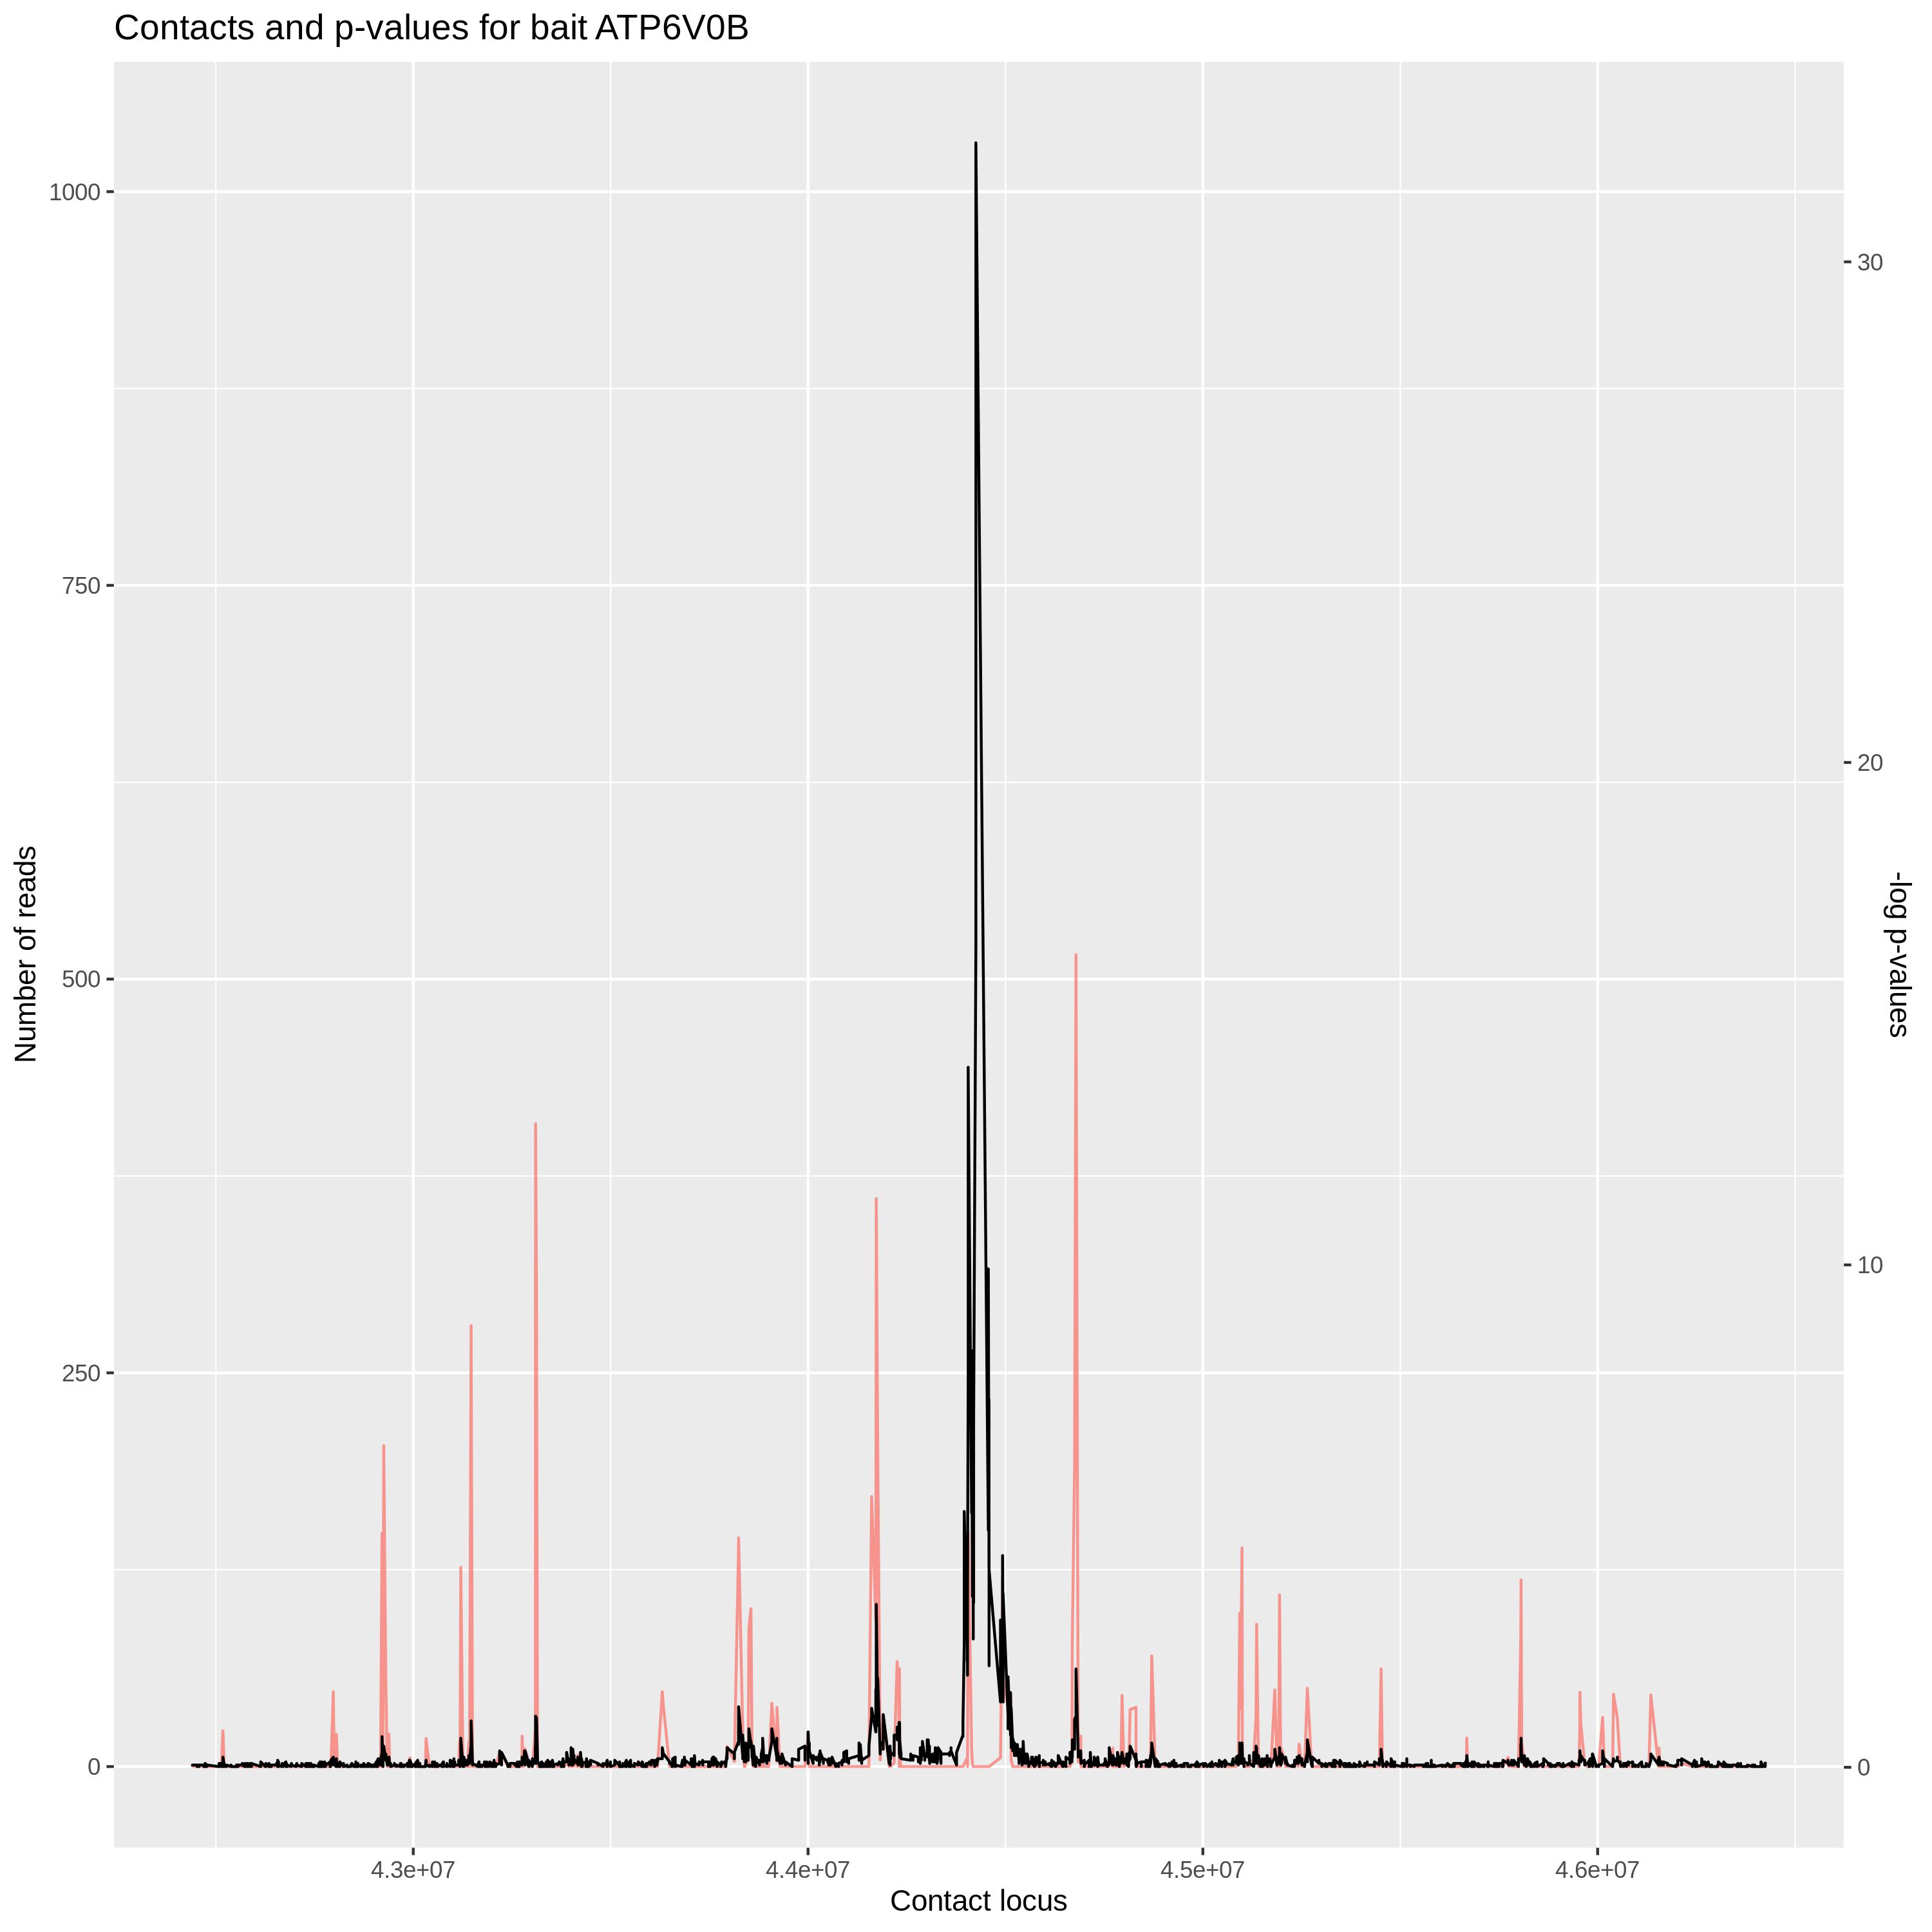 Contacts and p-values for bait ATP6V0B
1000
750
500
250
0
Number of reads
30
20
10
0
-log p-values
4.3e+07
4.4e+07
4.5e+07
4.6e+07
Contact locus